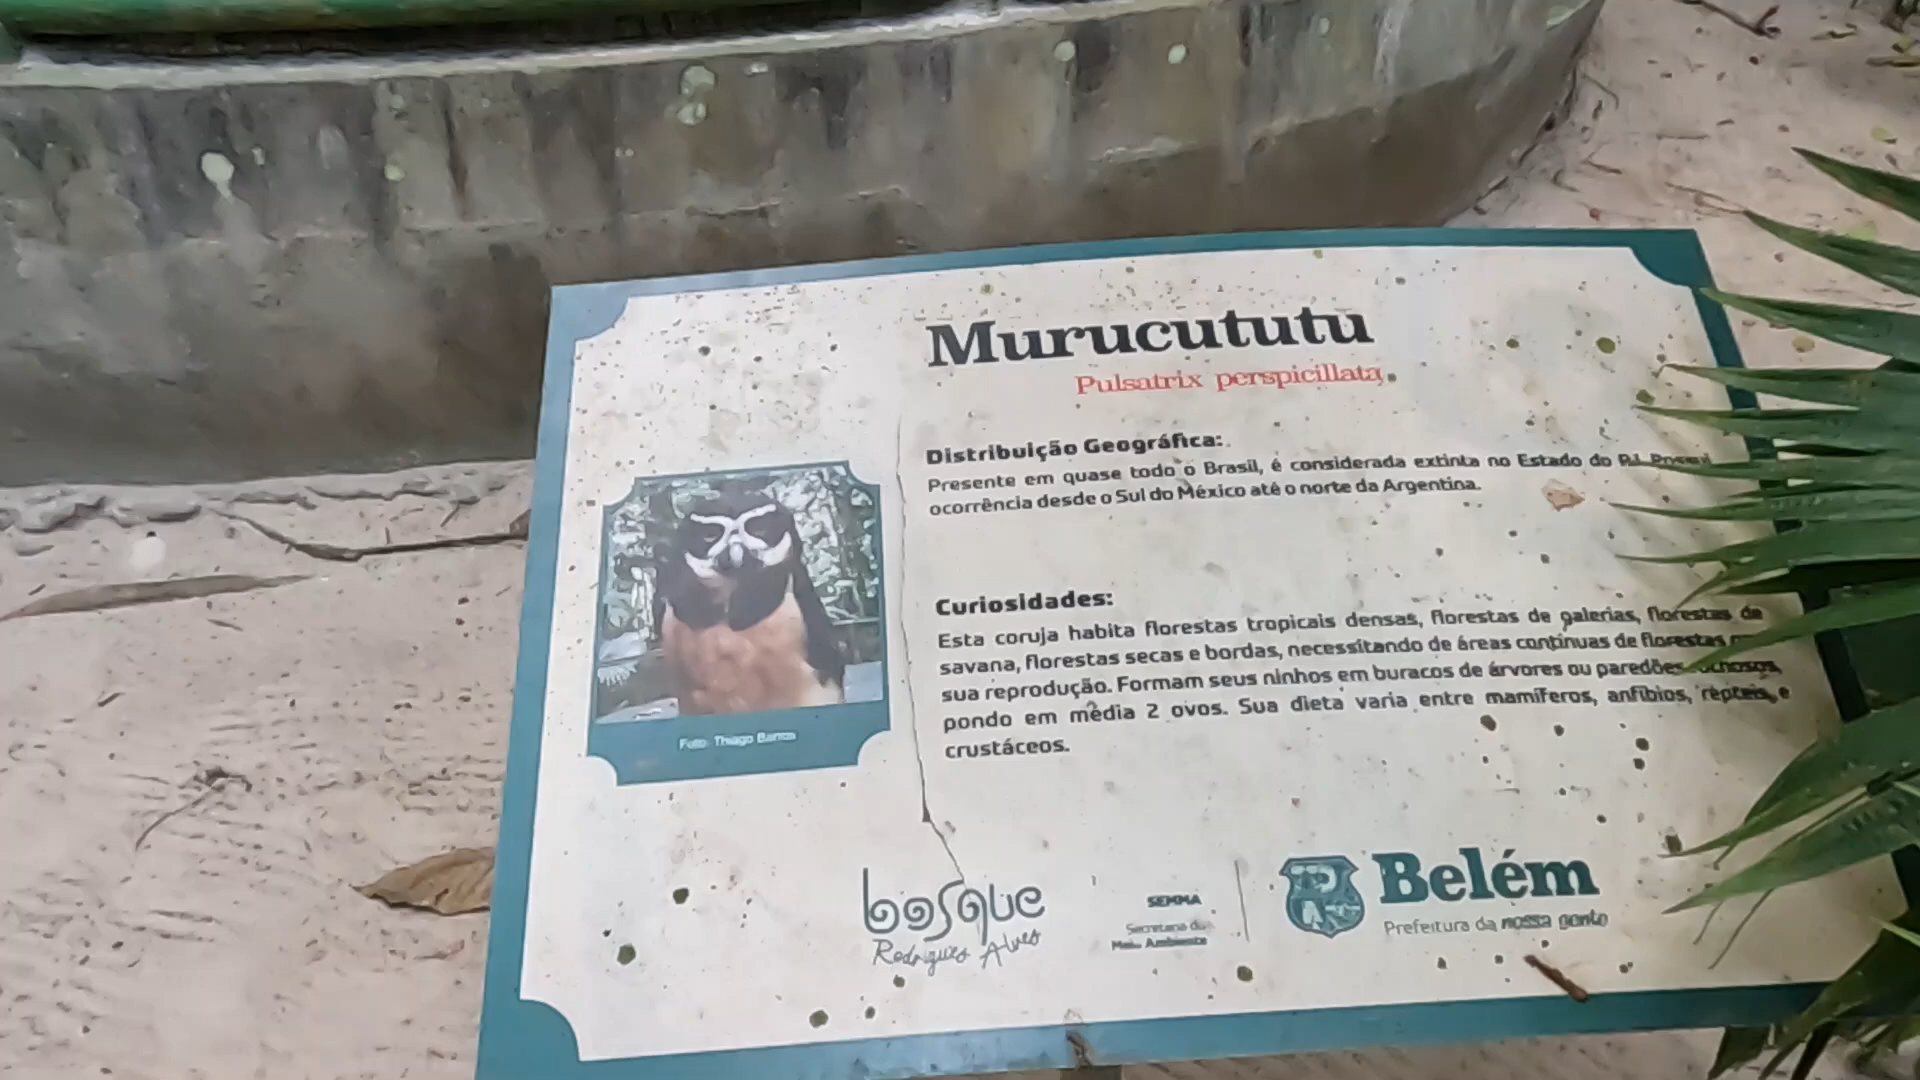 Murucututu
Pulsatrix perspicillata
Distribuição Geográfica:
Presente em quase todo o Brasil, é considerada extinta no Estado do RJ. Possui
ocorrência desde o Sul do México até o norte da Argentina.
Curiosidades:
Esta coruja habita florestas tropicais densas, florestas de galerias, florestas de
savana, florestas secas e bordas, necessitando de áreas contínuas de florestas
sua reprodução. Formam seus ninhos em buracos de árvores ou paredões
pondo em média 2 ovos. Sua dieta varia entre mamíferos, anfíbios, répteis, e
crustáceos.
Foto: Thiago Barros
bosque
Rodrigues Alves
SEMMA
Secretaria de
Meio Ambiente
Belém
Prefeitura da nossa gente